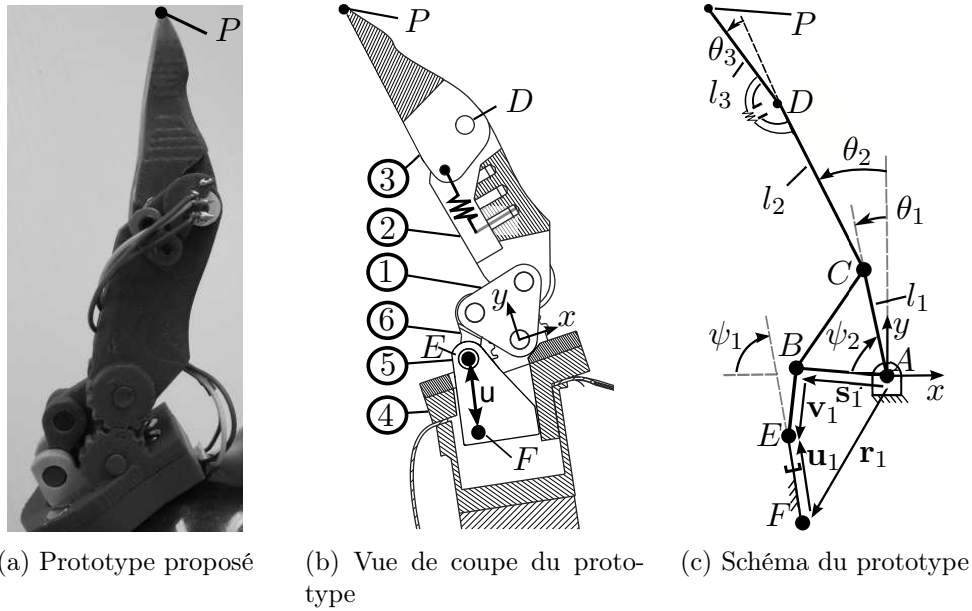 P
P
D
3
2
1
6
5
4
y
x
E
u
F
P
θ3
l3
D
θ2
l2
θ1
C
l1
ψ1
B
ψ2
y
A
x
s1
v1
E
u1
r1
F
(a) Prototype proposé
(b) Vue de coupe du proto-
type
(c) Schéma du prototype